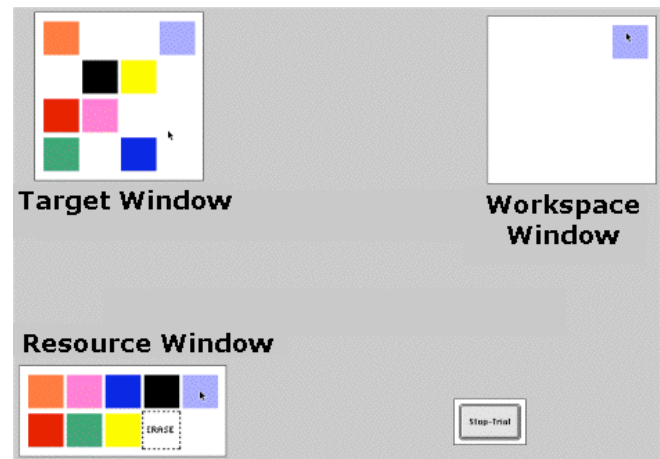 Target Window
Workspace
Window
Resource Window
ERASE
Stop-Trial